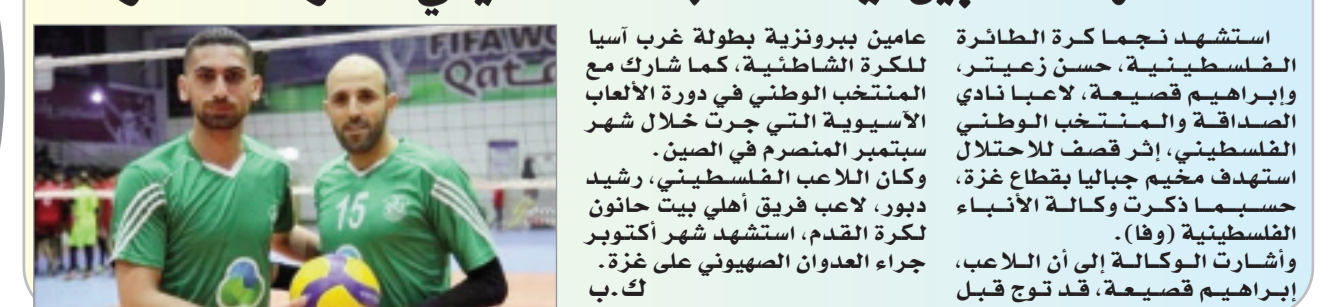 استشهد نجما كرة الطائرة
الفلسطينية، حسن زعيتر،
وإبراهيم قصيعة، لاعبا نادي
الصداقة والمنتخب الوطني
الفلسطيني، إثر قصف للاحتلال
استهدف مخيم جباليا بقطاع غزة،
حسبما ذكرت وكالة الأنباء
الفلسطينية (وفا).
وأشارت الوكالة إلى أن اللاعب،
إبراهيم قصيعة، قد توج قبل
عامين ببرونزية بطولة غرب آسيا
للكرة الشاطئية، كما شارك مع
المنتخب الوطني في دورة الألعاب
الآسيوية التي جرت خلال شهر
سبتمبر المنصرم في الصين.
وكان اللاعب الفلسطيني، رشيد
دبور، لاعب فريق أهلي بيت حانون
لكرة القدم، استشهد شهر أكتوبر
جراء العدوان الصهيوني على غزة.
ك.ب
FIFA WO
Qat
15